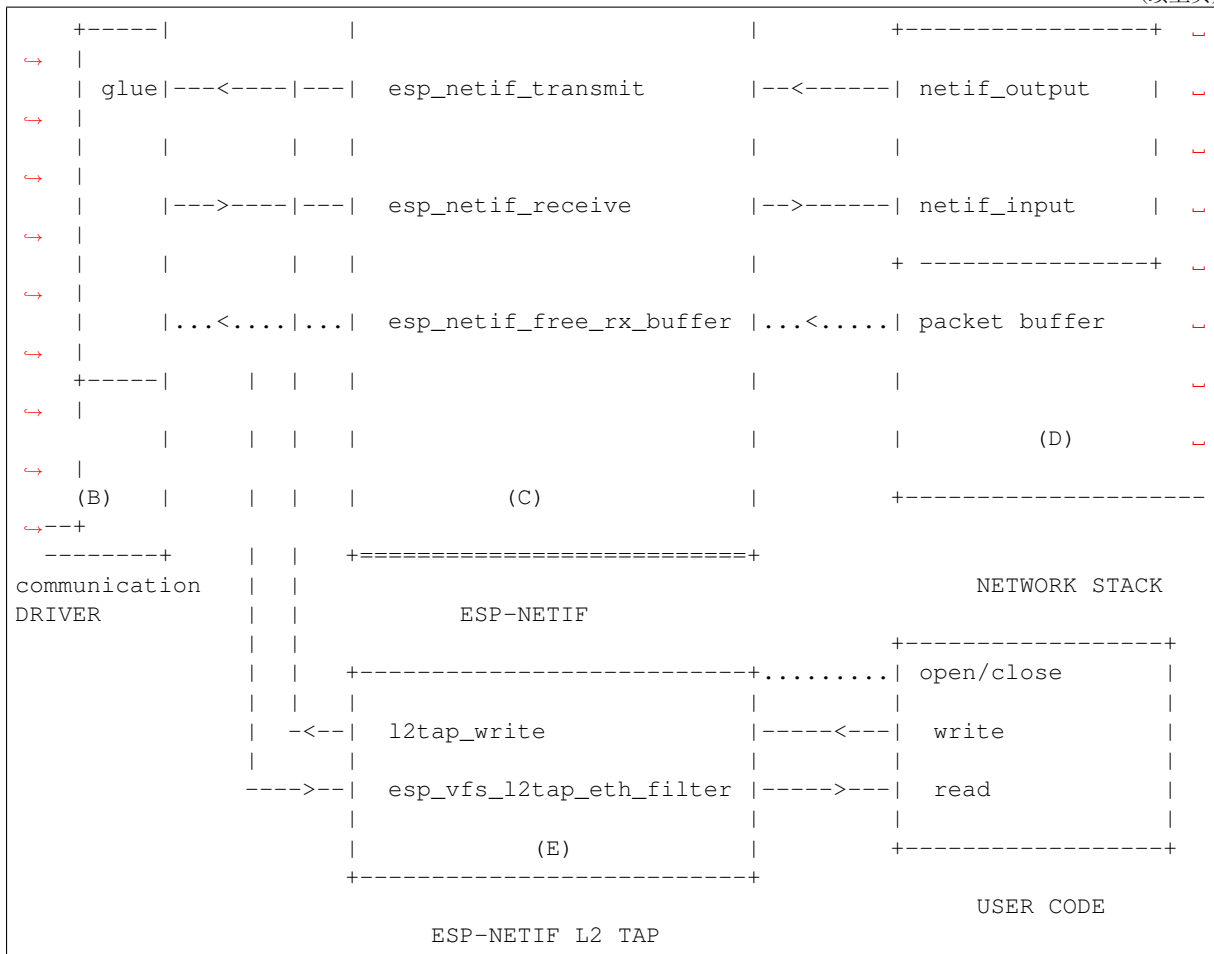 +-----|             |                           |         +-----------------+  ␣
↪  |
| glue|---<----|---|  esp_netif_transmit       |--<------| netif_output    |  ␣
↪  |
|     |        |   |                           |         |                 |  ␣
↪  |
|     |--->----|---|  esp_netif_receive        |-->------| netif_input     |  ␣
↪  |
|     |        |   |                           |         + ----------------+  ␣
↪  |
|     |...<....|...|  esp_netif_free_rx_buffer |...<.....| packet buffer      ␣
↪  |
+-----|     |  |   |                           |         |                    ␣
↪  |
|     |  |   |                           |         |         (D)        ␣
↪  |
(B)   |     |  |   |          (C)              |         +---------------------
↪--+
--------+     |  |   +===========================+
communication   |  |                                               NETWORK STACK
DRIVER          |  |           ESP-NETIF
|  |                                         +------------------+
|  |   +---------------------------+.........| open/close       |
|  |   |                           |         |                  |
|  -<--|  l2tap_write              |-----<---|  write           |
|      |                           |         |                  |
---->--|  esp_vfs_l2tap_eth_filter |----->---|  read            |
|                           |         |                  |
|            (E)            |         +------------------+
+---------------------------+
USER CODE
ESP-NETIF L2 TAP